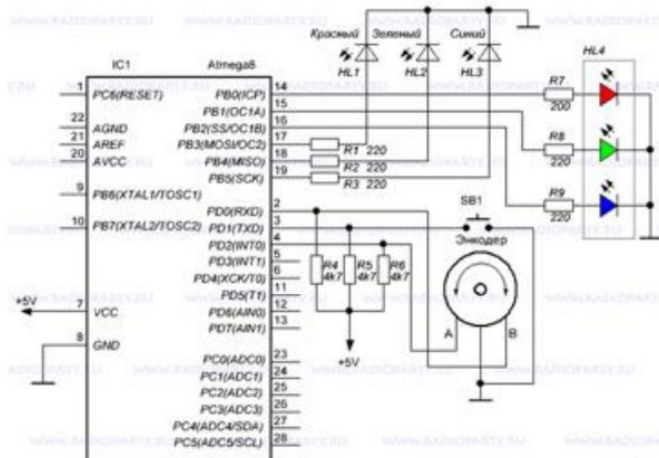 Красный Зеленый Синий
HL4
IC1 Atmega8
HL1 HL2 HL3
1 PC6(RESET)
22 AGND
21 AREF
20 AVCC
9 PB6(XTAL1/TOSC1)
10 PB7(XTAL2/TOSC2)
+5V 7 VCC
8 GND
PB0(ICP) 14
PB1(OC1A) 15
PB2(SS/OC1B) 16
PB3(MOSI/OC2) 17
PB4(MISO) 18
PB5(SCK) 19
PD0(RXD) 2
PD1(TXD) 3
PD2(INT0) 4
PD3(INT1) 5
PD4(XCK/T0) 6
PD5(T1) 11
PD6(AIN0) 12
PD7(AIN1) 13
PC0(ADC0) 23
PC1(ADC1) 24
PC2(ADC2) 25
PC3(ADC3) 26
PC4(ADC4/SDA) 27
PC5(ADC5/SCL) 28
R1 220
R2 220
R3 220
R4 4k7
R5 4k7
R6 4k7
+5V
R7 200
R8 220
R9 220
SB1
Энкодер
A B
WWW.RADIOPARTY.RU